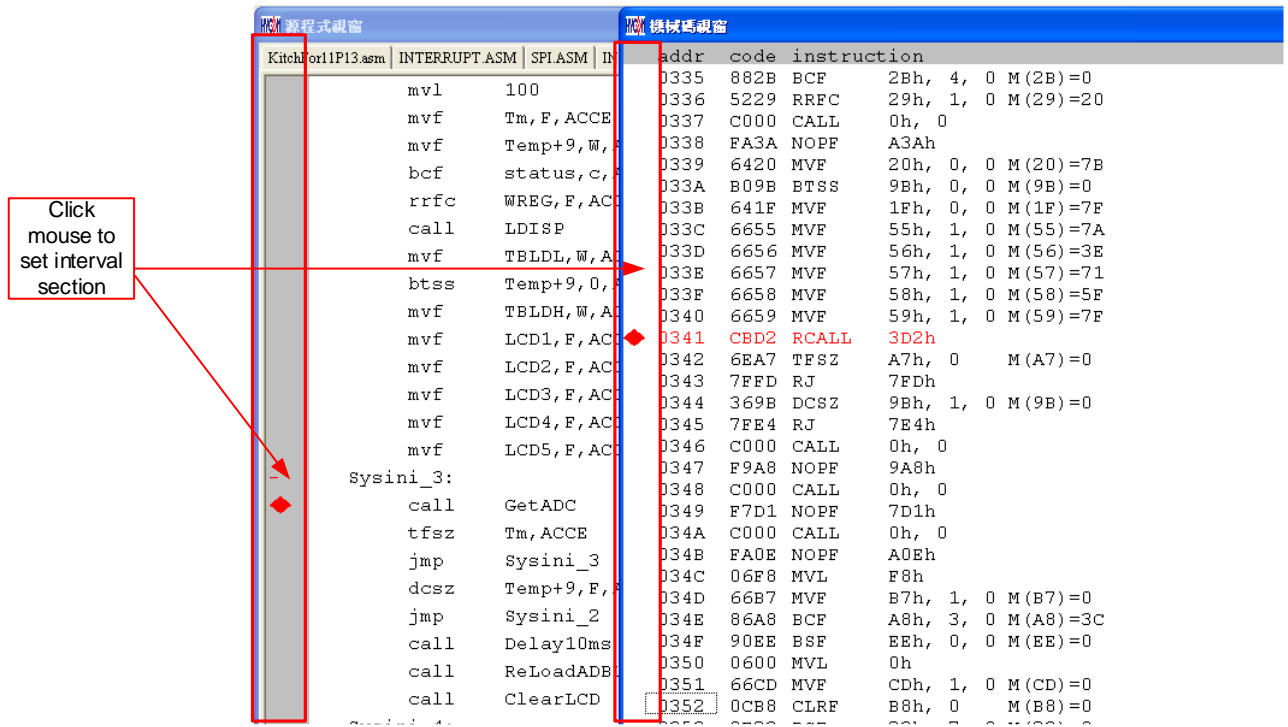 Click
mouse to
set interval
section
源程式視窗
KitchFor11P13.asm INTERRUPT.ASM SPI.ASM IN
mvl 100
mvf Tm,F,ACCE
mvf Temp+9,W,
bcf status,c,
rrfc WREG,F,ACC
call LDISP
mvf TBLDL,W,AC
btss Temp+9,0,
mvf TBLDH,W,AC
mvf LCD1,F,ACC
mvf LCD2,F,ACC
mvf LCD3,F,ACC
mvf LCD4,F,ACC
mvf LCD5,F,ACC
Sysini_3:
call GetADC
tfsz Tm,ACCE
jmp Sysini_3
dcsz Temp+9,F,
jmp Sysini_2
call Delay10ms
call ReLoadADBL
call ClearLCD
機械碼視窗
addr code instruction
0335 882B BCF 2Bh, 4, 0 M(2B)=0
0336 5229 RRFC 29h, 1, 0 M(29)=20
0337 C000 CALL 0h, 0
0338 FA3A NOPF A3Ah
0339 6420 MVF 20h, 0, 0 M(20)=7B
033A B09B BTSS 9Bh, 0, 0 M(9B)=0
033B 641F MVF 1Fh, 0, 0 M(1F)=7F
033C 6655 MVF 55h, 1, 0 M(55)=7A
033D 6656 MVF 56h, 1, 0 M(56)=3E
033E 6657 MVF 57h, 1, 0 M(57)=71
033F 6658 MVF 58h, 1, 0 M(58)=5F
0340 6659 MVF 59h, 1, 0 M(59)=7F
0341 CBD2 RCALL 3D2h
0342 6EA7 TFSZ A7h, 0 M(A7)=0
0343 7FFD RJ 7FDh
0344 369B DCSZ 9Bh, 1, 0 M(9B)=0
0345 7FE4 RJ 7E4h
0346 C000 CALL 0h, 0
0347 F9A8 NOPF 9A8h
0348 C000 CALL 0h, 0
0349 F7D1 NOPF 7D1h
034A C000 CALL 0h, 0
034B FA0E NOPF A0Eh
034C 06F8 MVL F8h
034D 66B7 MVF B7h, 1, 0 M(B7)=0
034E 86A8 BCF A8h, 3, 0 M(A8)=3C
034F 90EE BSF EEh, 0, 0 M(EE)=0
0350 0600 MVL 0h
0351 66CD MVF CDh, 1, 0 M(CD)=0
0352 0CB8 CLRF B8h, 0 M(B8)=0